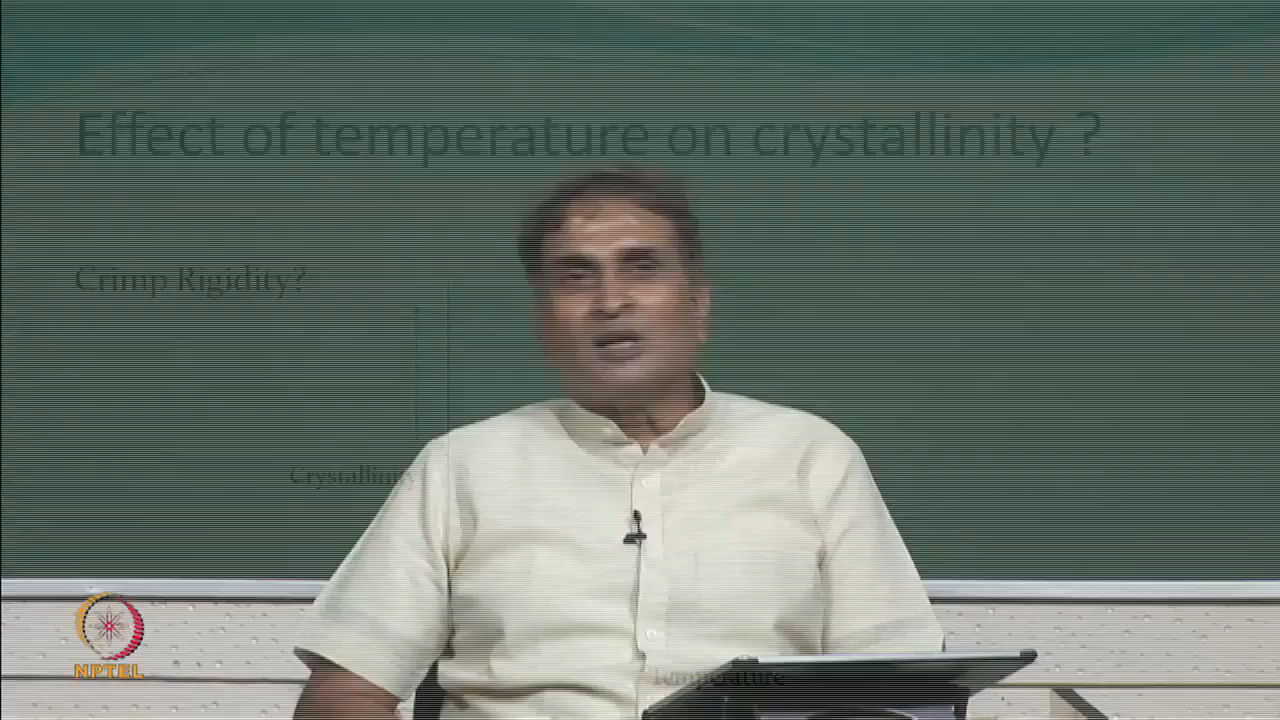 Effect of temperature on crystallinity ?
Crimp Rigidity?
Crystallinity
Temperature
NPTEL